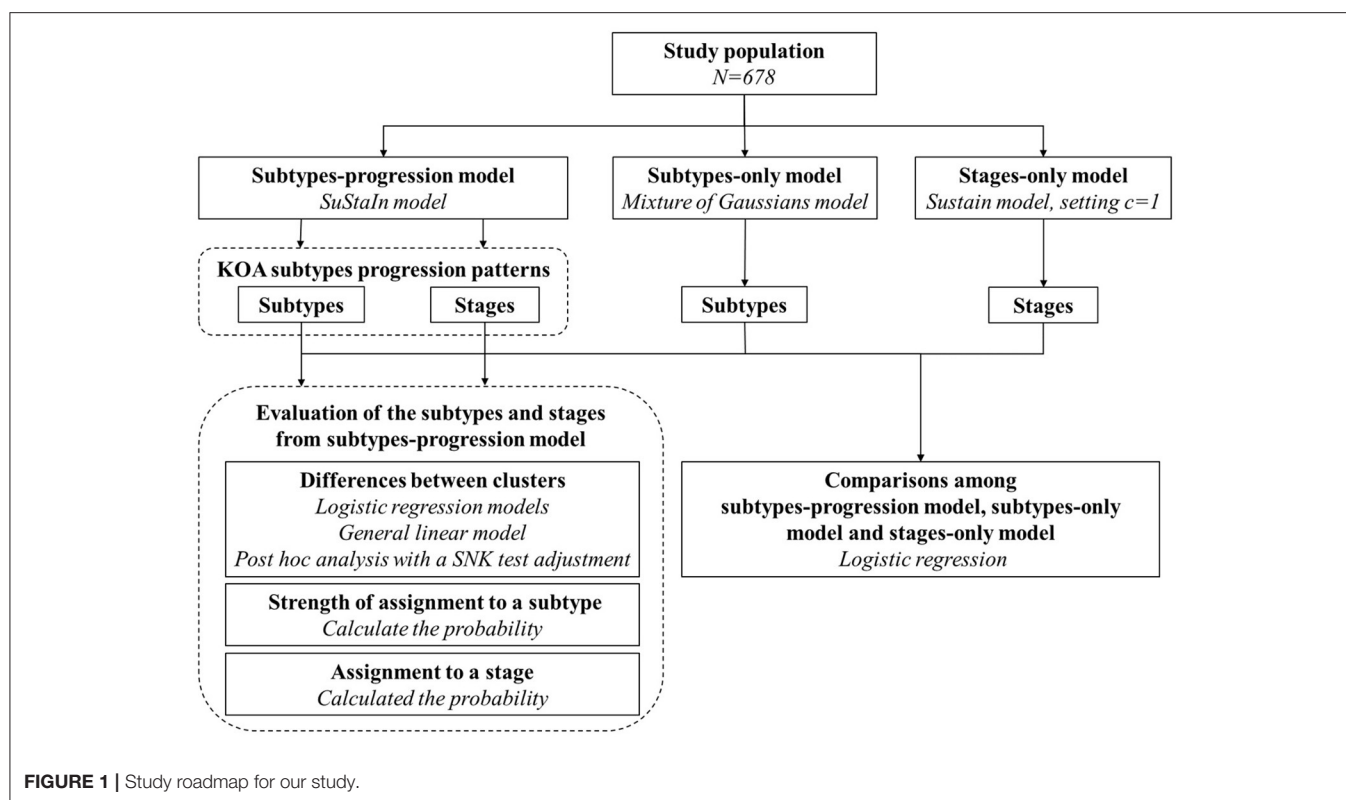 Study population
N=678
Subtypes-progression model
SuStaIn model
Subtypes-only model
Mixture of Gaussians model
Stages-only model
Sustain model, setting c=1
KOA subtypes progression patterns
Subtypes
Stages
Subtypes
Stages
Evaluation of the subtypes and stages
from subtypes-progression model
Differences between clusters
Logistic regression models
General linear model
Post hoc analysis with a SNK test adjustment
Strength of assignment to a subtype
Calculate the probability
Assignment to a stage
Calculated the probability
Comparisons among
subtypes-progression model, subtypes-only
model and stages-only model
Logistic regression
FIGURE 1 | Study roadmap for our study.